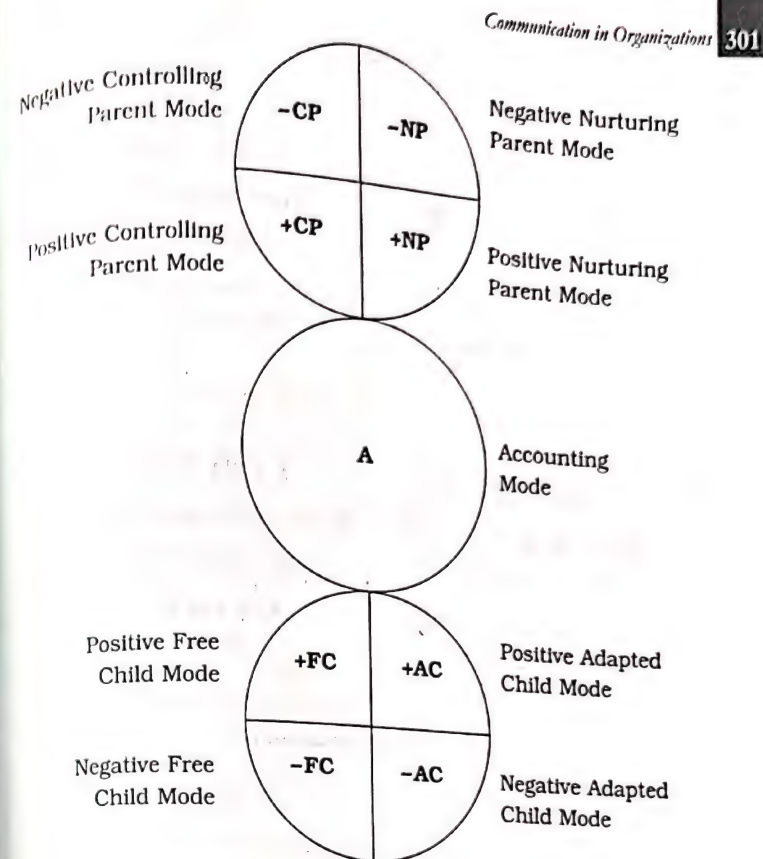 Communication in Organizations 301
Negative Controlling
Parent Mode
-CP
-NP
Negative Nurturing
Parent Mode
Positive Controlling
Parent Mode
+CP
+NP
Positive Nurturing
Parent Mode
A
Accounting
Mode
Positive Free
Child Mode
+FC
+AC
Positive Adapted
Child Mode
Negative Free
Child Mode
-FC
-AC
Negative Adapted
Child Mode